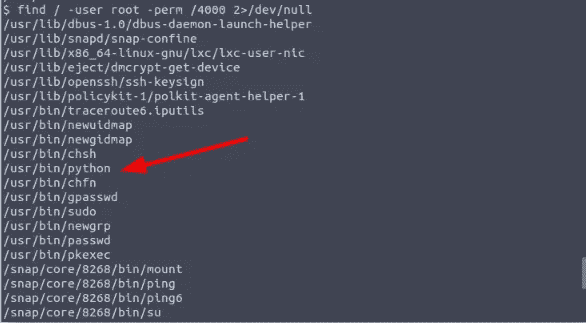 $ find / -user root -perm /4000 2>/dev/null
/usr/lib/dbus-1.0/dbus-daemon-launch-helper
/usr/lib/snapd/snap-confine
/usr/lib/x86_64-linux-gnu/lxc/lxc-user-nic
/usr/lib/eject/dmcrypt-get-device
/usr/lib/openssh/ssh-keysign
/usr/lib/policykit-1/polkit-agent-helper-1
/usr/bin/traceroute6.iputils
/usr/bin/newuidmap
/usr/bin/newgidmap
/usr/bin/chsh
/usr/bin/python
/usr/bin/chfn
/usr/bin/gpasswd
/usr/bin/sudo
/usr/bin/newgrp
/usr/bin/passwd
/usr/bin/pkexec
/snap/core/8268/bin/mount
/snap/core/8268/bin/ping
/snap/core/8268/bin/ping6
/snap/core/8268/bin/su